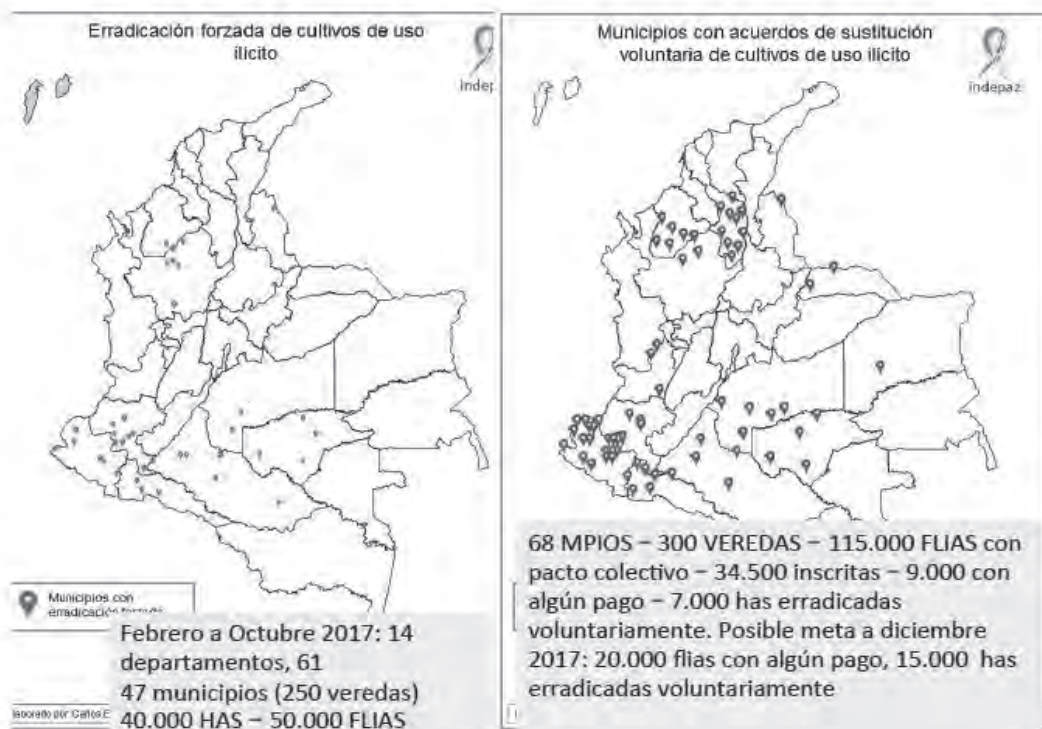 Erradicación forzada de cultivos de uso
ilícito
indepaz
Municipios con
erradicación forzada
Febrero a Octubre 2017: 14
departamentos, 61
47 municipios (250 veredas)
40.000 HAS – 50.000 FLIAS
Municipios con acuerdos de sustitución
voluntaria de cultivos de uso ilícito
indepaz
68 MPIOS – 300 VEREDAS – 115.000 FLIAS con
pacto colectivo – 34.500 inscritas – 9.000 con
algún pago – 7.000 has erradicadas
voluntariamente. Posible meta a diciembre
2017: 20.000 flias con algún pago, 15.000 has
erradicadas voluntariamente